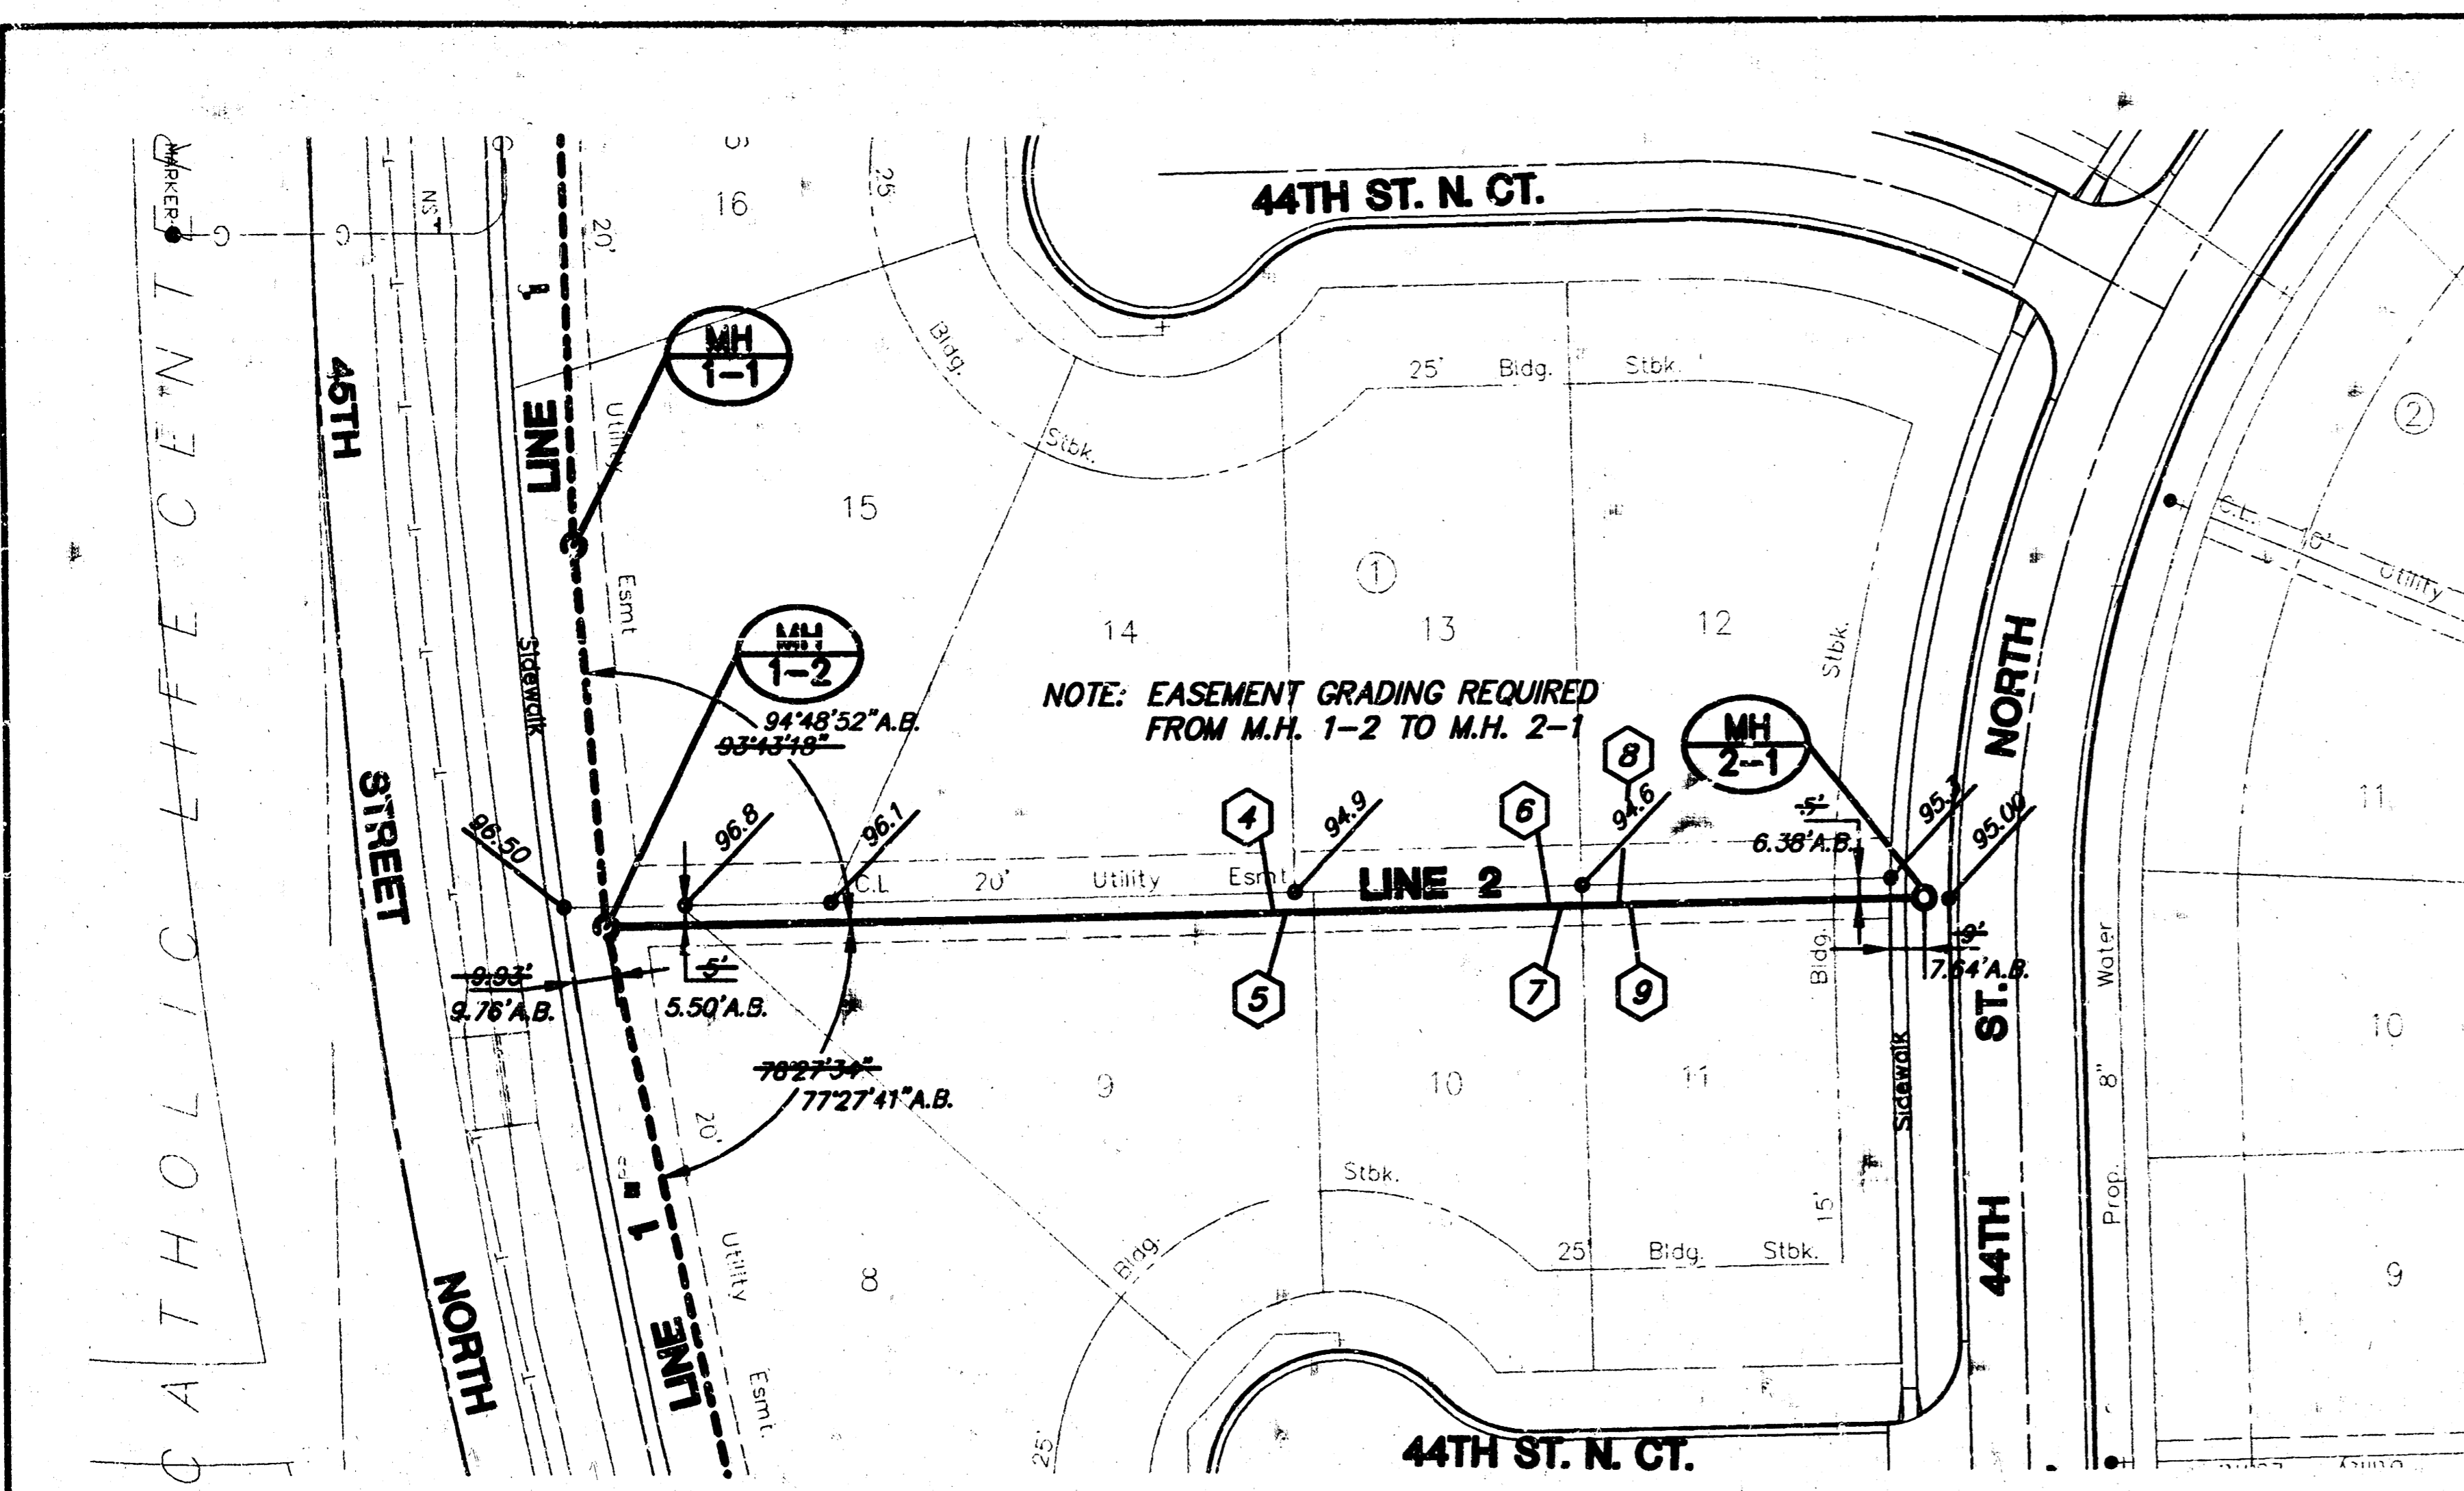 MARKER
CATHOLIC LIFE CENT
45TH
STREET
NORTH
16
20'
25'
44TH ST. N. CT.
LINE
1
MH
1-1
Bldg.
Stbk.
25' Bldg. Stbk.
2
Utility
Esmt
15
1
14
13
12
Stbk.
C.L. 10' Utility
NORTH
Sidewalk
MH
1-2
94°48'52"A.B.
93°43'18"
NOTE: EASEMENT GRADING REQUIRED
FROM M.H. 1-2 TO M.H. 2-1
8
MH
2-1
11
96.50
96.8
96.1
4
94.9
6
94.6
5'
6.38'A.B.
95.3
95.00
C.L 20' Utility Esmt
LINE 2
9.93'
9.76'A.B.
5'
5.50'A.B.
5
7
9
Bldg.
9'
7.64'A.B.
ST.
Water
10
78°27'34"
77°27'41"A.B.
9
10
11
Sidewalk
8"
20'
1
Stbk.
15'
44TH
Prop.
Utility
8
Bldg.
25' Bldg. Stbk.
9
LINE
Esmt.
25'
44TH ST. N. CT.